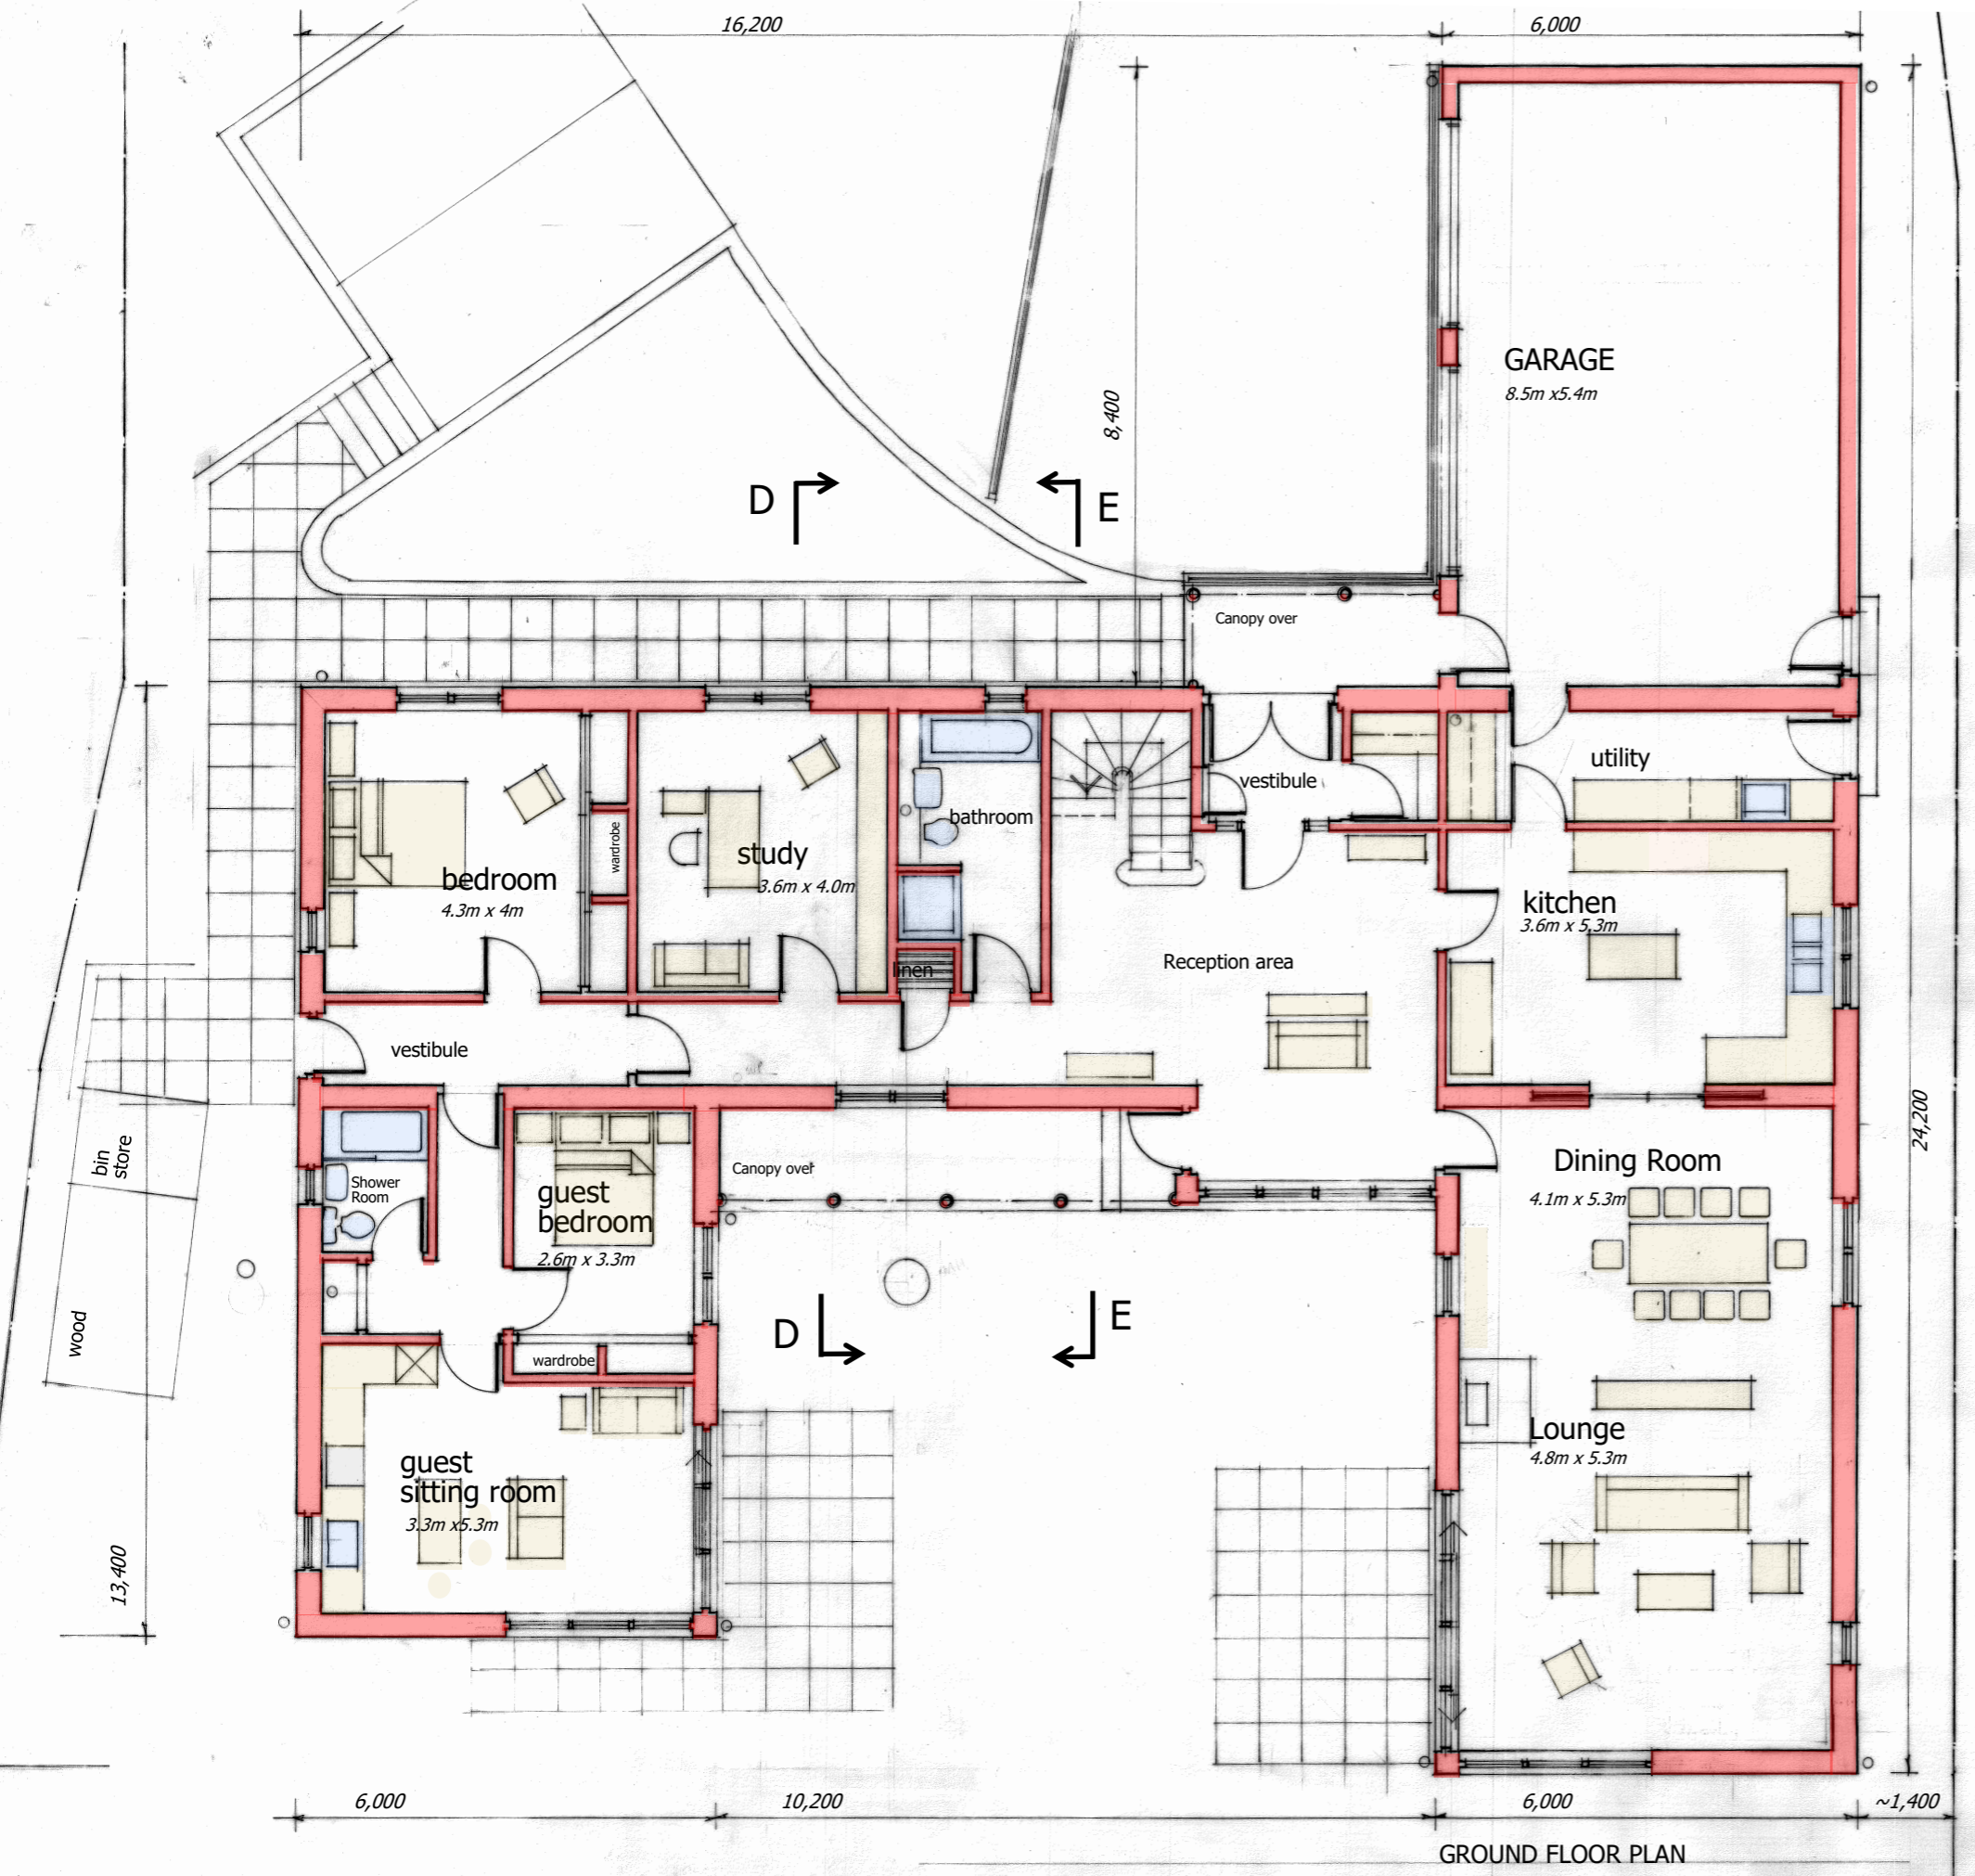 16,200
6,000
GARAGE
8.5m x5.4m
8,400
D
E
Canopy over
utility
vestibule
bathroom
wardrobe
study
3.6m x 4.0m
bedroom
4.3m x 4m
kitchen
3.6m x 5.3m
linen
Reception area
vestibule
24,200
bin
store
Canopy over
Dining Room
4.1m x 5.3m
Shower
Room
guest
bedroom
2.6m x 3.3m
wood
D
E
wardrobe
Lounge
4.8m x 5.3m
guest
sitting room
3.3m x5.3m
13,400
6,000
10,200
6,000
~1,400
GROUND FLOOR PLAN